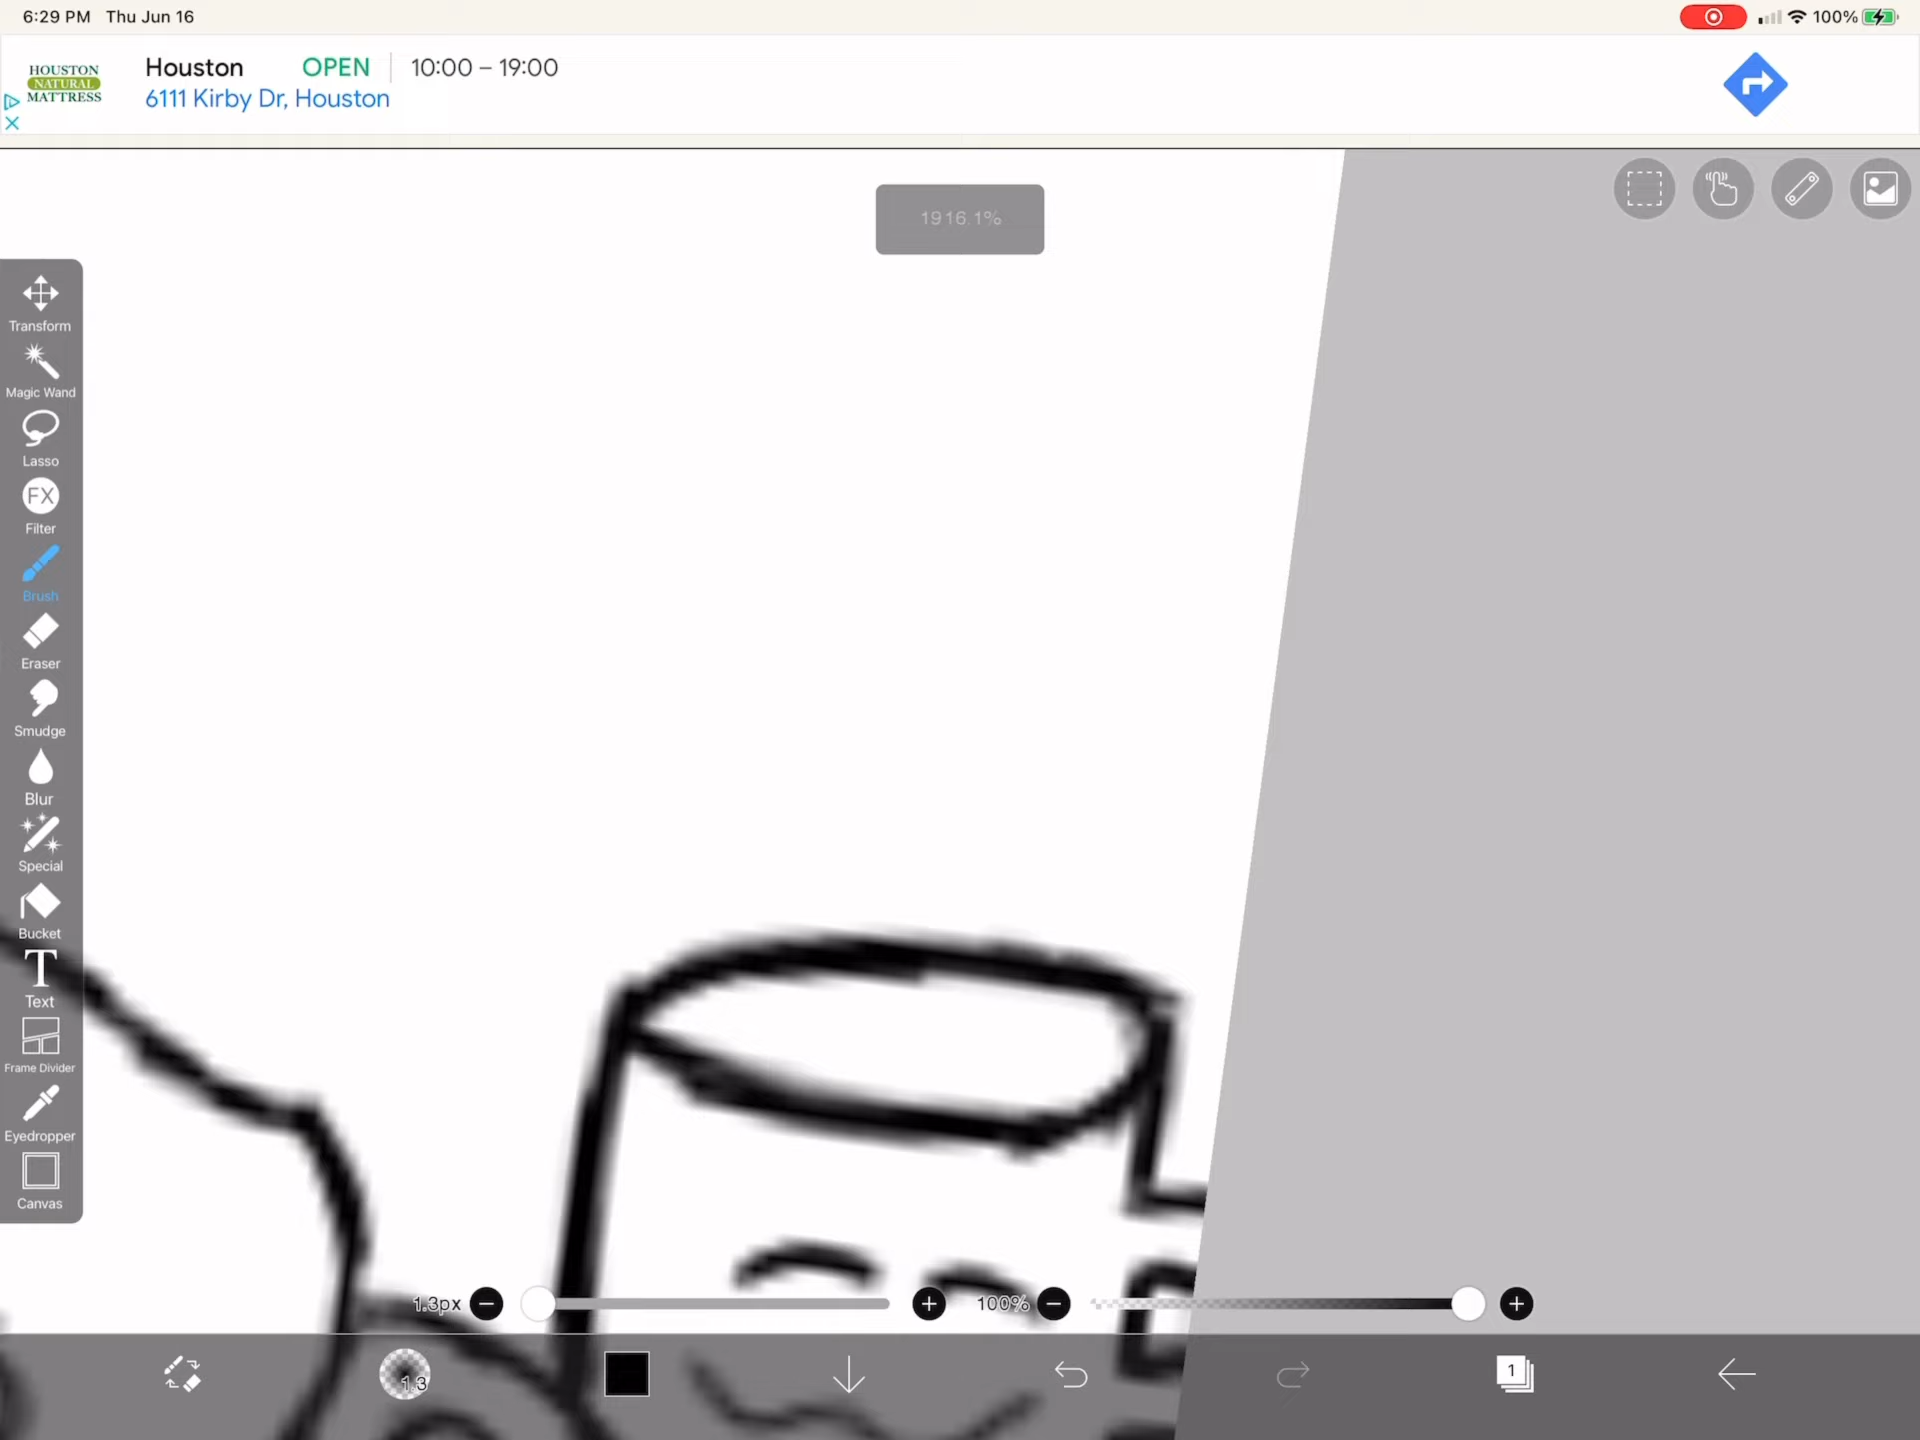 6:29 PM Thu Jun 16
100%
HOUSTON
NATURAL
MATTRESS
Houston OPEN 10:00 – 19:00
6111 Kirby Dr, Houston
1916.1%
Transform
Magic Wand
Lasso
FX
Filter
Brush
Eraser
Smudge
Blur
Special
Bucket
T
Text
Frame Divider
Eyedropper
Canvas
1.3px
100%
1.3
1